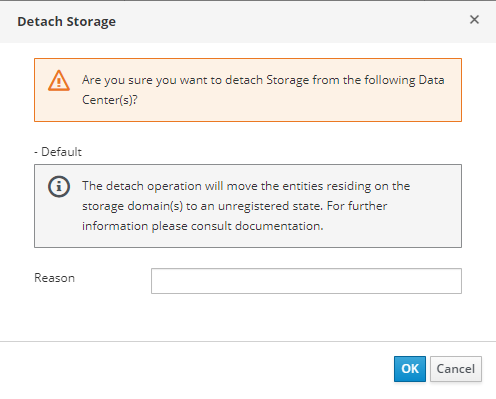 Detach Storage
×
Are you sure you want to detach Storage from the following Data
Center(s)?
- Default
The detach operation will move the entities residing on the
storage domain(s) to an unregistered state. For further
information please consult documentation.
Reason
OK Cancel